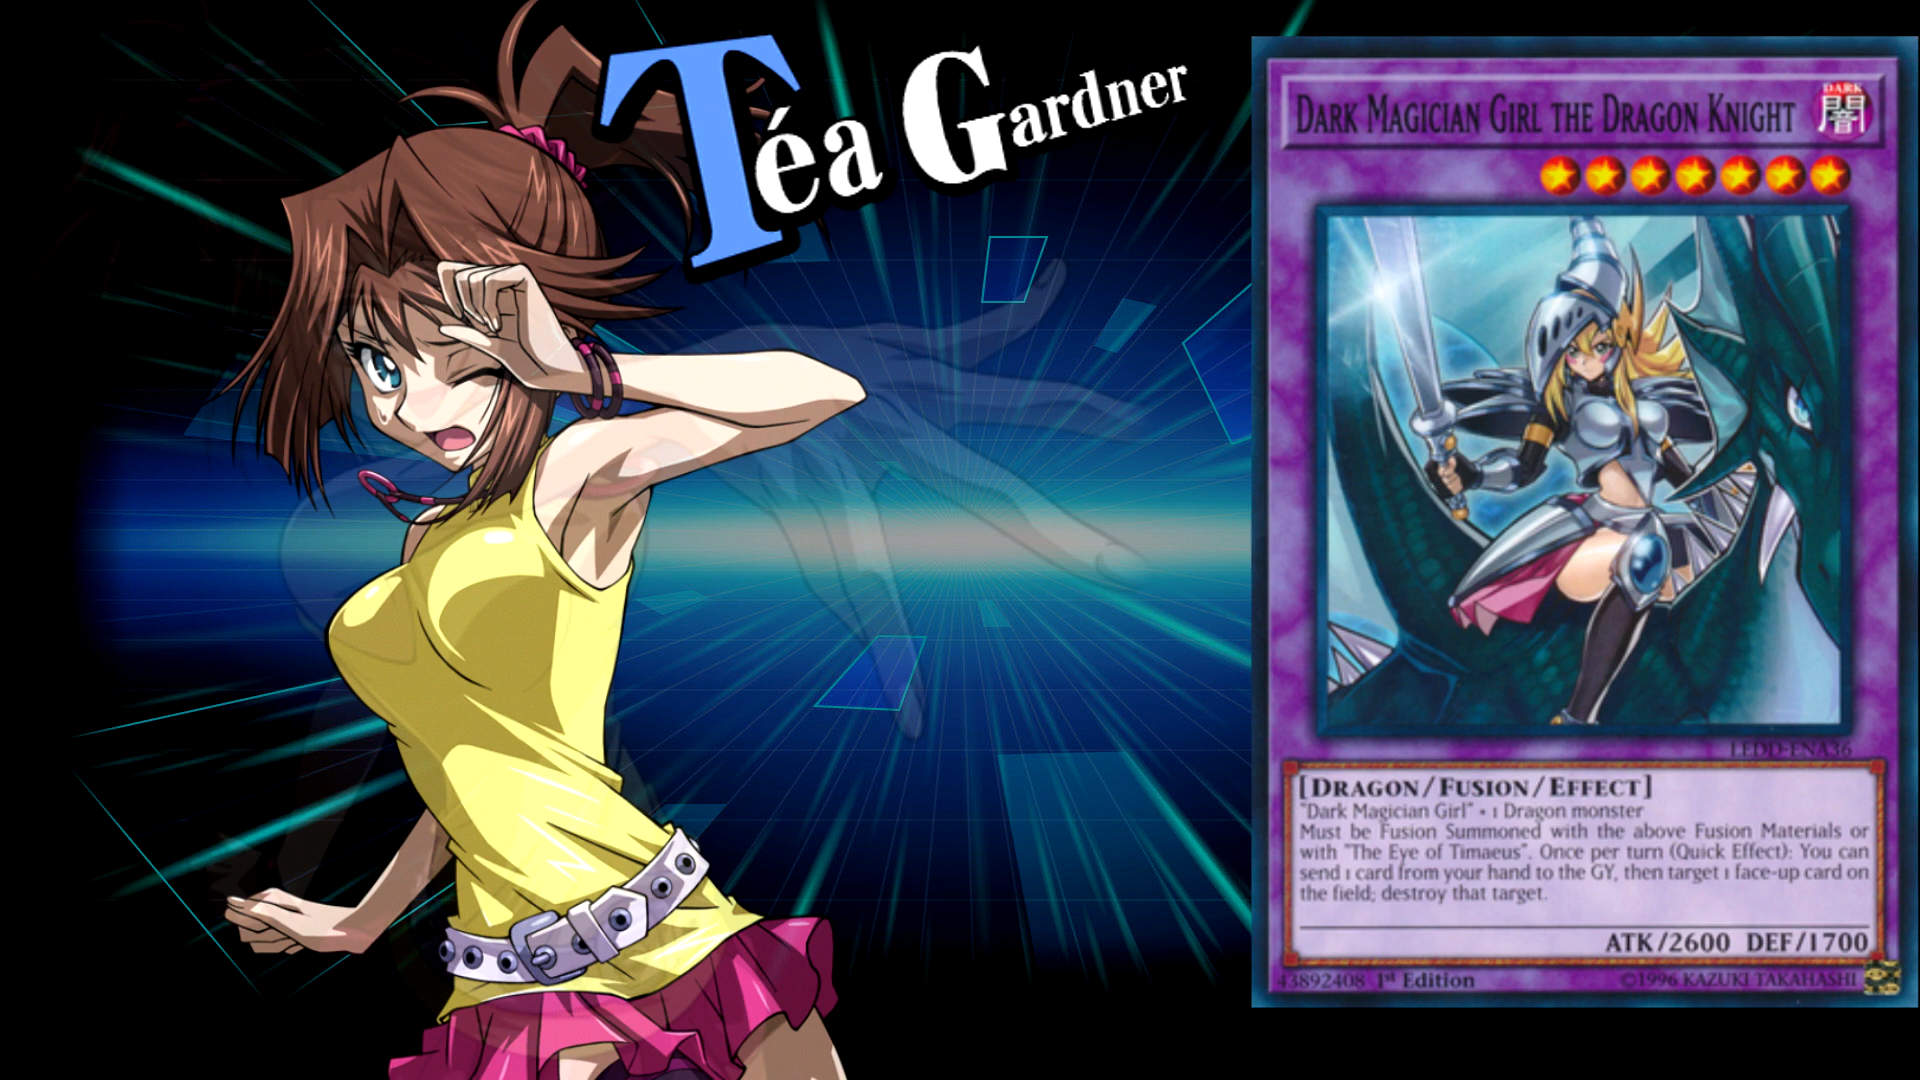 Téa Gardner
DARK MAGICIAN GIRL THE DRAGON KNIGHT
DARK
闇
LEDD-ENA36
[DRAGON/FUSION/EFFECT]
"Dark Magician Girl" + 1 Dragon monster
Must be Fusion Summoned with the above Fusion Materials or
with "The Eye of Timaeus". Once per turn (Quick Effect): You can
send 1 card from your hand to the GY, then target 1 face-up card on
the field; destroy that target.
ATK/2600 DEF/1700
43892408 1st Edition
©1996 KAZUKI TAKAHASHI